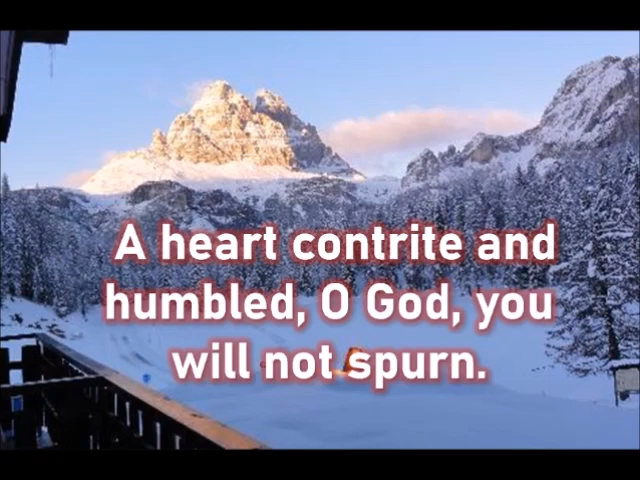 A heart contrite and
humbled, O God, you
will not spurn.